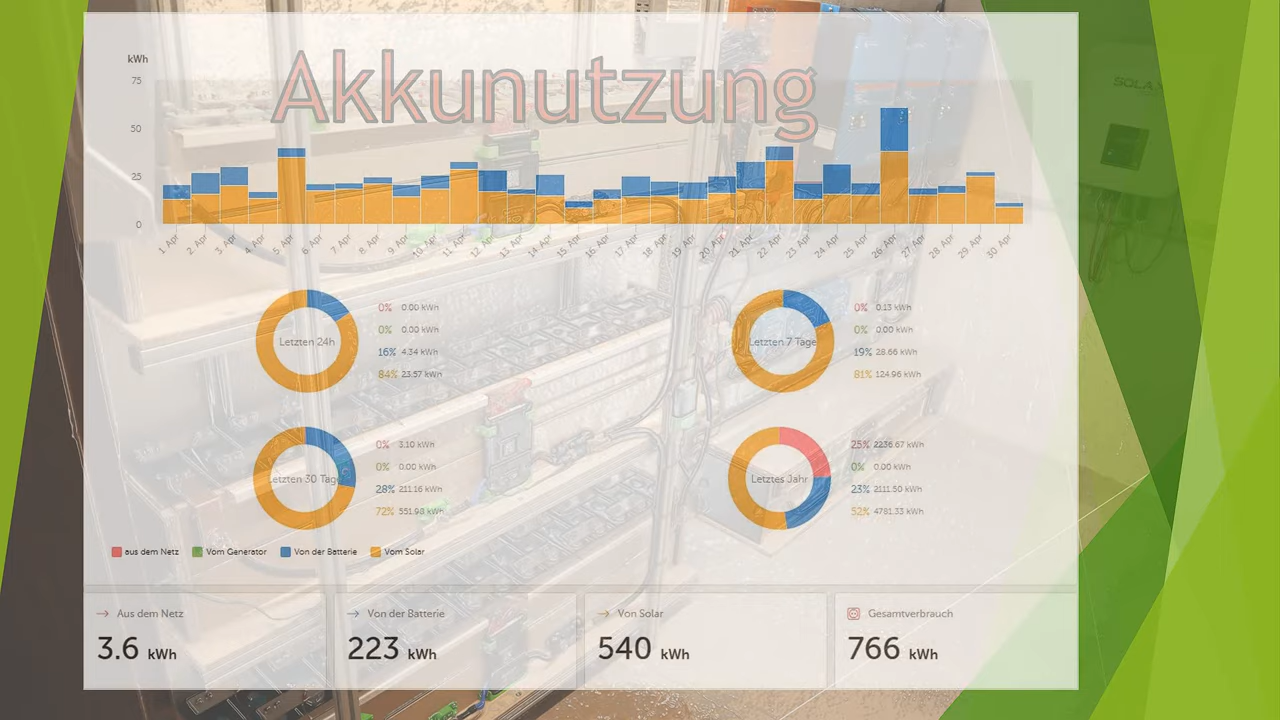 Akkunutzung
kWh
75
50
25
0
1. Apr 2. Apr 3. Apr 4. Apr 5. Apr 6. Apr 7. Apr 8. Apr 9. Apr 10. Apr 11. Apr 12. Apr 13. Apr 14. Apr 15. Apr 16. Apr 17. Apr 18. Apr 19. Apr 20. Apr 21. Apr 22. Apr 23. Apr 24. Apr 25. Apr 26. Apr 27. Apr 28. Apr 29. Apr 30. Apr
Letzten 24h
0% 0.00 kWh
0% 0.00 kWh
16% 4.34 kWh
84% 23.57 kWh
Letzten 7 Tage
0% 0.13 kWh
0% 0.00 kWh
19% 28.66 kWh
81% 124.96 kWh
Letzten 30 Tage
0% 3.10 kWh
0% 0.00 kWh
28% 211.16 kWh
72% 551.98 kWh
Letztes Jahr
25% 2236.67 kWh
0% 0.00 kWh
23% 2111.50 kWh
52% 4781.33 kWh
aus dem Netz Vom Generator Von der Batterie Vom Solar
Aus dem Netz
3.6 kWh
Von der Batterie
223 kWh
Von Solar
540 kWh
Gesamtverbrauch
766 kWh